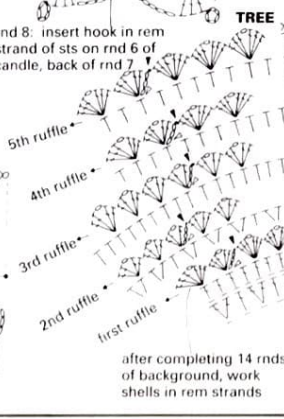 TREE
nd 8: insert hook in rem
strand of sts on rnd 6 of
candle, back of rnd 7
5th ruffle
4th ruffle
3rd ruffle
2nd ruffle
first ruffle
after completing 14 rnds
of background, work
shells in rem strands